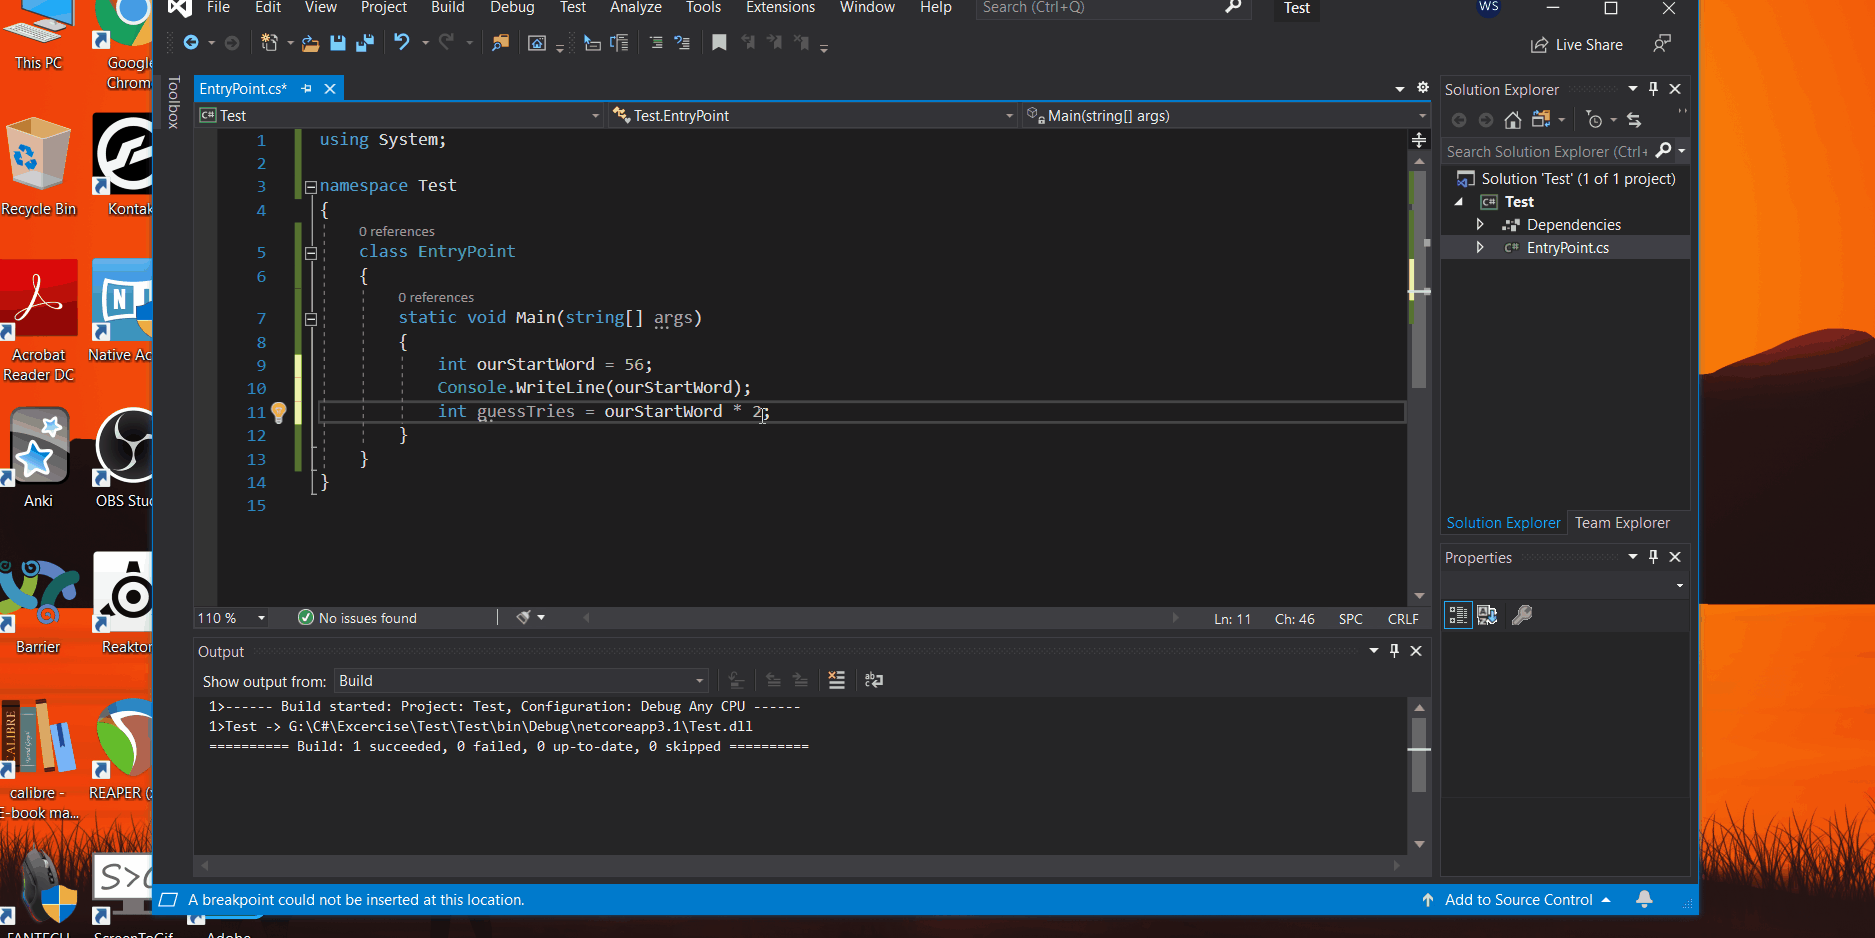 File Edit View Project Build Debug Test Analyze Tools Extensions Window Help Search (Ctrl+Q) Test WS
Live Share
Toolbox
EntryPoint.cs*
Test Test.EntryPoint Main(string[] args)
1 using System;
2
3 namespace Test
4 {
0 references
5 class EntryPoint
6 {
0 references
7 static void Main(string[] args)
8 {
9 int ourStartWord = 56;
10 Console.WriteLine(ourStartWord);
11 int guessTries = ourStartWord * 2;
12 }
13 }
14 }
15
110 % No issues found Ln: 11 Ch: 46 SPC CRLF
Output
Show output from: Build
1>------ Build started: Project: Test, Configuration: Debug Any CPU ------
1>Test -> G:\C#\Excercise\Test\Test\bin\Debug\netcoreapp3.1\Test.dll
========== Build: 1 succeeded, 0 failed, 0 up-to-date, 0 skipped ==========
Solution Explorer
Search Solution Explorer (Ctrl+
Solution 'Test' (1 of 1 project)
C# Test
Dependencies
C# EntryPoint.cs
Solution Explorer Team Explorer
Properties
A breakpoint could not be inserted at this location.
Add to Source Control
This PC
Google
Chrom
Recycle Bin
Kontak
Acrobat
Reader DC
Native Ac
Anki
OBS Stu
Barrier
Reaktor
CALIBRE
calibre -
E-book ma...
REAPER (
S>
FANTECH
ScreenToGif
Adobe